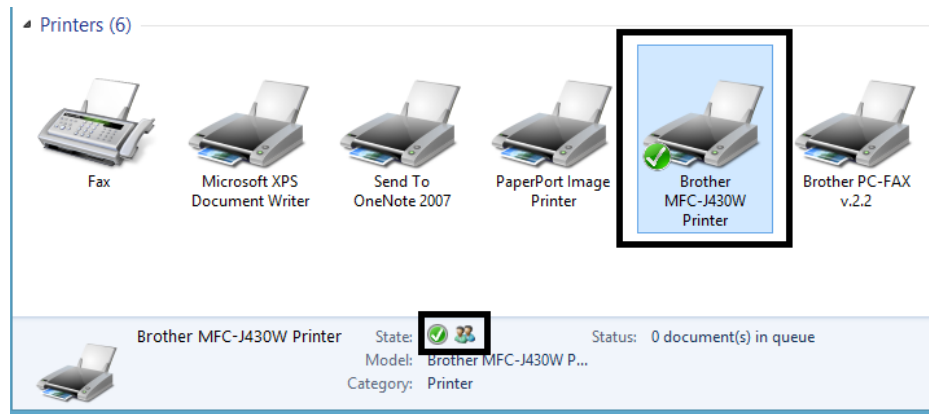 Printers (6)
Fax
Microsoft XPS
Document Writer
Send To
OneNote 2007
PaperPort Image
Printer
Brother
MFC-J430W
Printer
Brother PC-FAX
v.2.2
Brother MFC-J430W Printer State: Status: 0 document(s) in queue
Model: Brother MFC-J430W P...
Category: Printer